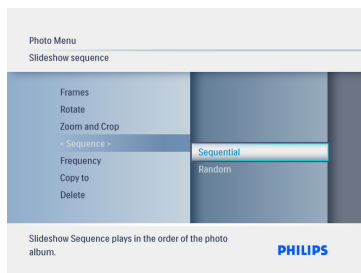 Photo Menu
Slideshow sequence
Frames
Rotate
Zoom and Crop
« Sequence »
Sequential
Frequency
Random
Copy to
Delete
Slideshow Sequence plays in the order of the photo
album.
PHILIPS